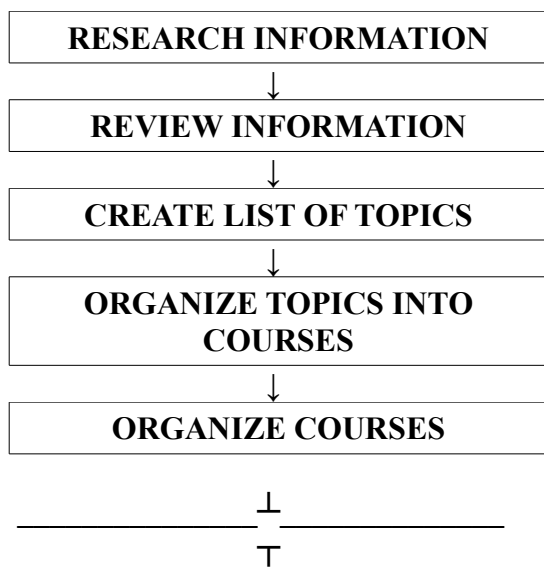 RESEARCH INFORMATION
↓
REVIEW INFORMATION
↓
CREATE LIST OF TOPICS
↓
ORGANIZE TOPICS INTO
COURSES
↓
ORGANIZE COURSES
┴
┬